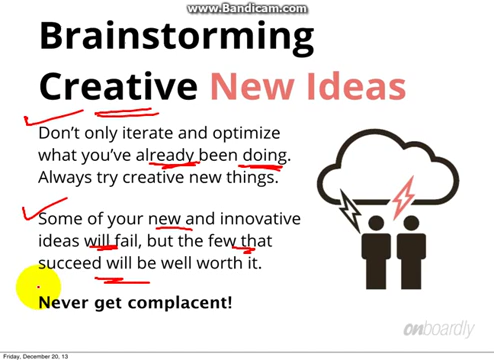 www.Bandicam.com
Brainstorming
Creative New Ideas
Don't only iterate and optimize
what you've already been doing.
Always try creative new things.
Some of your new and innovative
ideas will fail, but the few that
succeed will be well worth it.
Never get complacent!
onboardly
Friday, December 20, 13